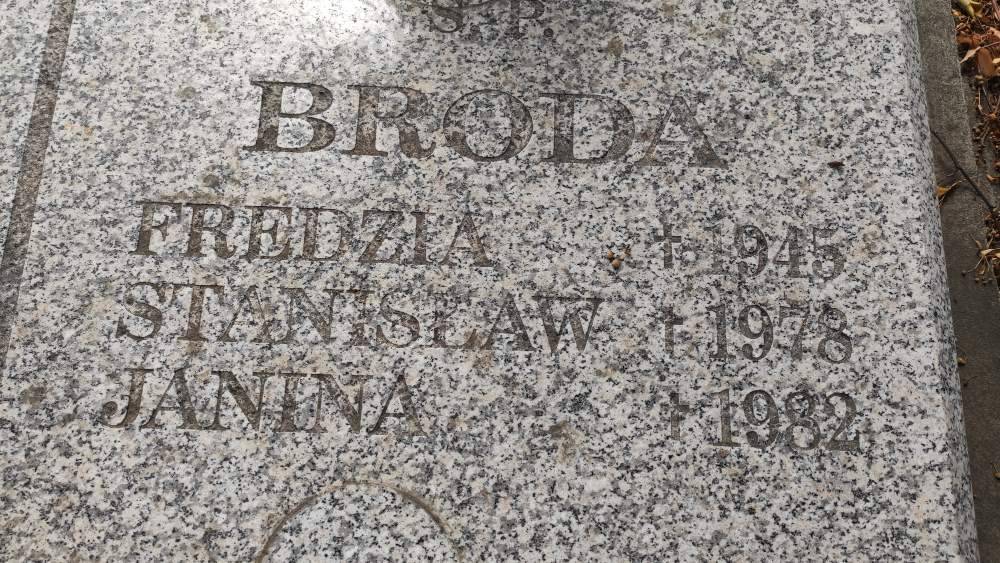 Ś.P.
BRODA
FREDZIA † 1945
STANISŁAW † 1978
JANINA † 1982